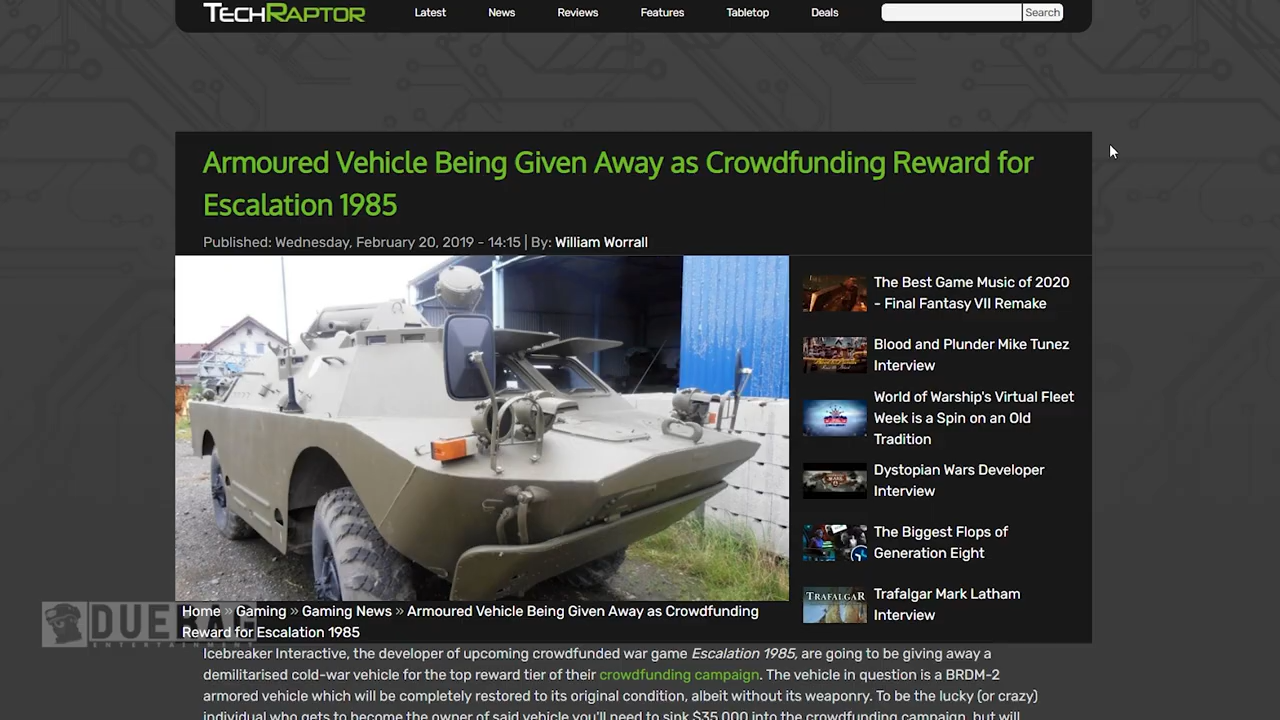 TECHRAPTOR
Latest
News
Reviews
Features
Tabletop
Deals
Search
Armoured Vehicle Being Given Away as Crowdfunding Reward for
Escalation 1985
Published: Wednesday, February 20, 2019 - 14:15 | By: William Worrall
The Best Game Music of 2020
- Final Fantasy VII Remake
Blood and Plunder Mike Tunez
Interview
World of Warship's Virtual Fleet
Week is a Spin on an Old
Tradition
Dystopian Wars Developer
Interview
The Biggest Flops of
Generation Eight
TRAFALGAR
Trafalgar Mark Latham
Interview
Home » Gaming » Gaming News » Armoured Vehicle Being Given Away as Crowdfunding
Reward for Escalation 1985
ENTERTAINMENT
Icebreaker Interactive, the developer of upcoming crowdfunded war game Escalation 1985, are going to be giving away a
demilitarised cold-war vehicle for the top reward tier of their crowdfunding campaign. The vehicle in question is a BRDM-2
armored vehicle which will be completely restored to its original condition, albeit without its weaponry. To be the lucky (or crazy)
individual who gets to become the owner of said vehicle you'll need to sink $35,000 into the crowdfunding campaign, but will